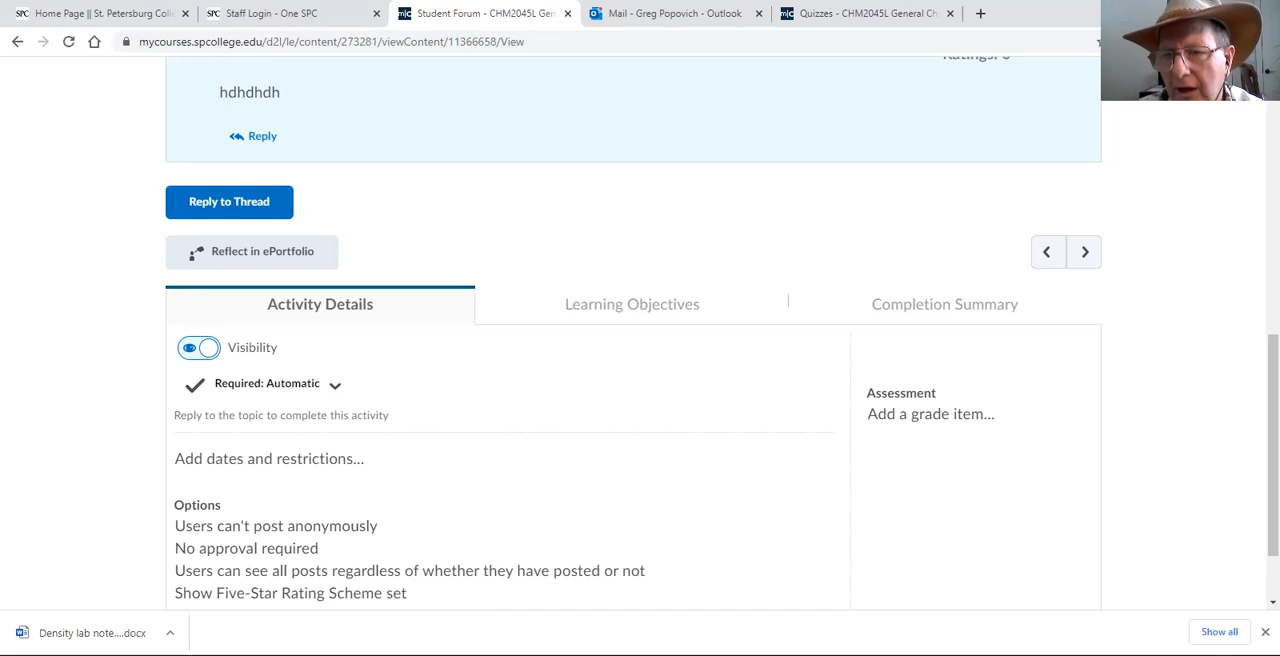 SPC Home Page || St. Petersburg Coll
SPC Staff Login - One SPC
m|c Student Forum - CHM2045L Gen
Mail - Greg Popovich - Outlook
m|c Quizzes - CHM2045L General Ch
mycourses.spcollege.edu/d2l/le/content/273281/viewContent/11366658/View
hdhdhdh
Reply
Reply to Thread
Reflect in ePortfolio
Activity Details
Learning Objectives
Completion Summary
Visibility
Required: Automatic
Reply to the topic to complete this activity
Assessment
Add a grade item...
Add dates and restrictions...
Options
Users can't post anonymously
No approval required
Users can see all posts regardless of whether they have posted or not
Show Five-Star Rating Scheme set
Density lab note....docx
Show all